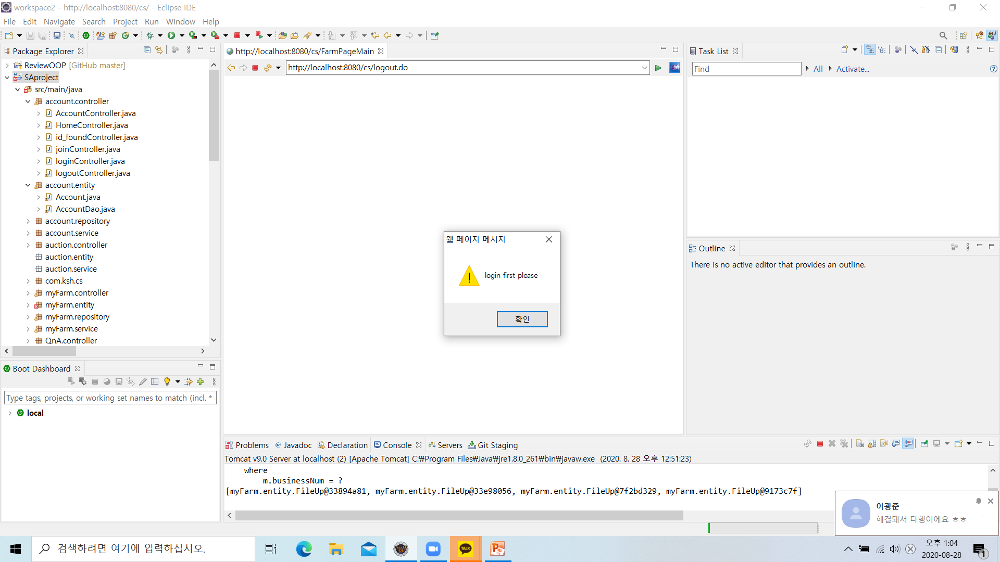 workspace2 - http://localhost:8080/cs/ - Eclipse IDE
File Edit Navigate Search Project Run Window Help
Package Explorer
ReviewOOP [GitHub master]
SAproject
src/main/java
account.controller
AccountController.java
HomeController.java
id_foundController.java
joinController.java
loginController.java
logoutController.java
account.entity
Account.java
AccountDao.java
account.repository
account.service
auction.controller
auction.entity
auction.service
com.ksh.cs
myFarm.controller
myFarm.entity
myFarm.repository
myFarm.service
QnA.controller
Boot Dashboard
Type tags, projects, or working set names to match (incl. *
local
http://localhost:8080/cs/FarmPageMain
http://localhost:8080/cs/logout.do
웹 페이지 메시지
login first please
확인
Task List
Find
All
Activate...
Outline
There is no active editor that provides an outline.
Problems @ Javadoc Declaration Console Servers Git Staging
Tomcat v9.0 Server at localhost (2) [Apache Tomcat] C:₩Program Files₩Java₩jre1.8.0_261₩bin₩javaw.exe (2020. 8. 28 오후 12:51:23)
where
m.businessNum = ?
[myFarm.entity.FileUp@33894a81, myFarm.entity.FileUp@33e98056, myFarm.entity.FileUp@7f2bd329, myFarm.entity.FileUp@9173c7f]
이광준
해결돼서 다행이에요 ㅎㅎ
검색하려면 여기에 입력하십시오.
TALK
오후 1:04
2020-08-28
1